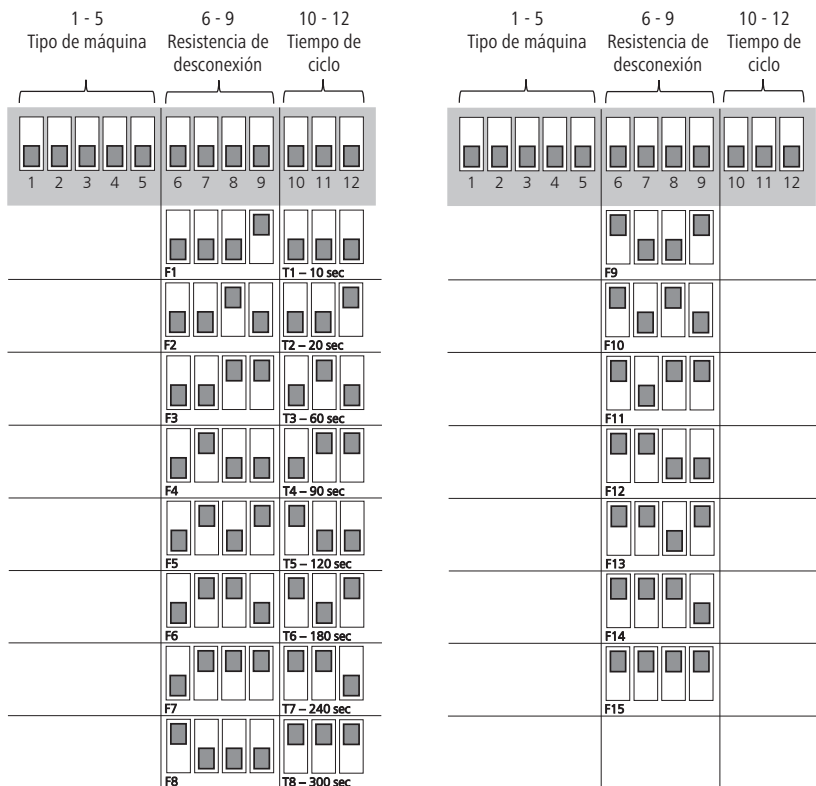 1 - 5
Tipo de máquina
6 - 9
Resistencia de
desconexión
10 - 12
Tiempo de
ciclo
1 2 3 4 5 6 7 8 9 10 11 12
F1 T1 – 10 sec
F2 T2 – 20 sec
F3 T3 – 60 sec
F4 T4 – 90 sec
F5 T5 – 120 sec
F6 T6 – 180 sec
F7 T7 – 240 sec
F8 T8 – 300 sec
1 - 5
Tipo de máquina
6 - 9
Resistencia de
desconexión
10 - 12
Tiempo de
ciclo
1 2 3 4 5 6 7 8 9 10 11 12
F9
F10
F11
F12
F13
F14
F15